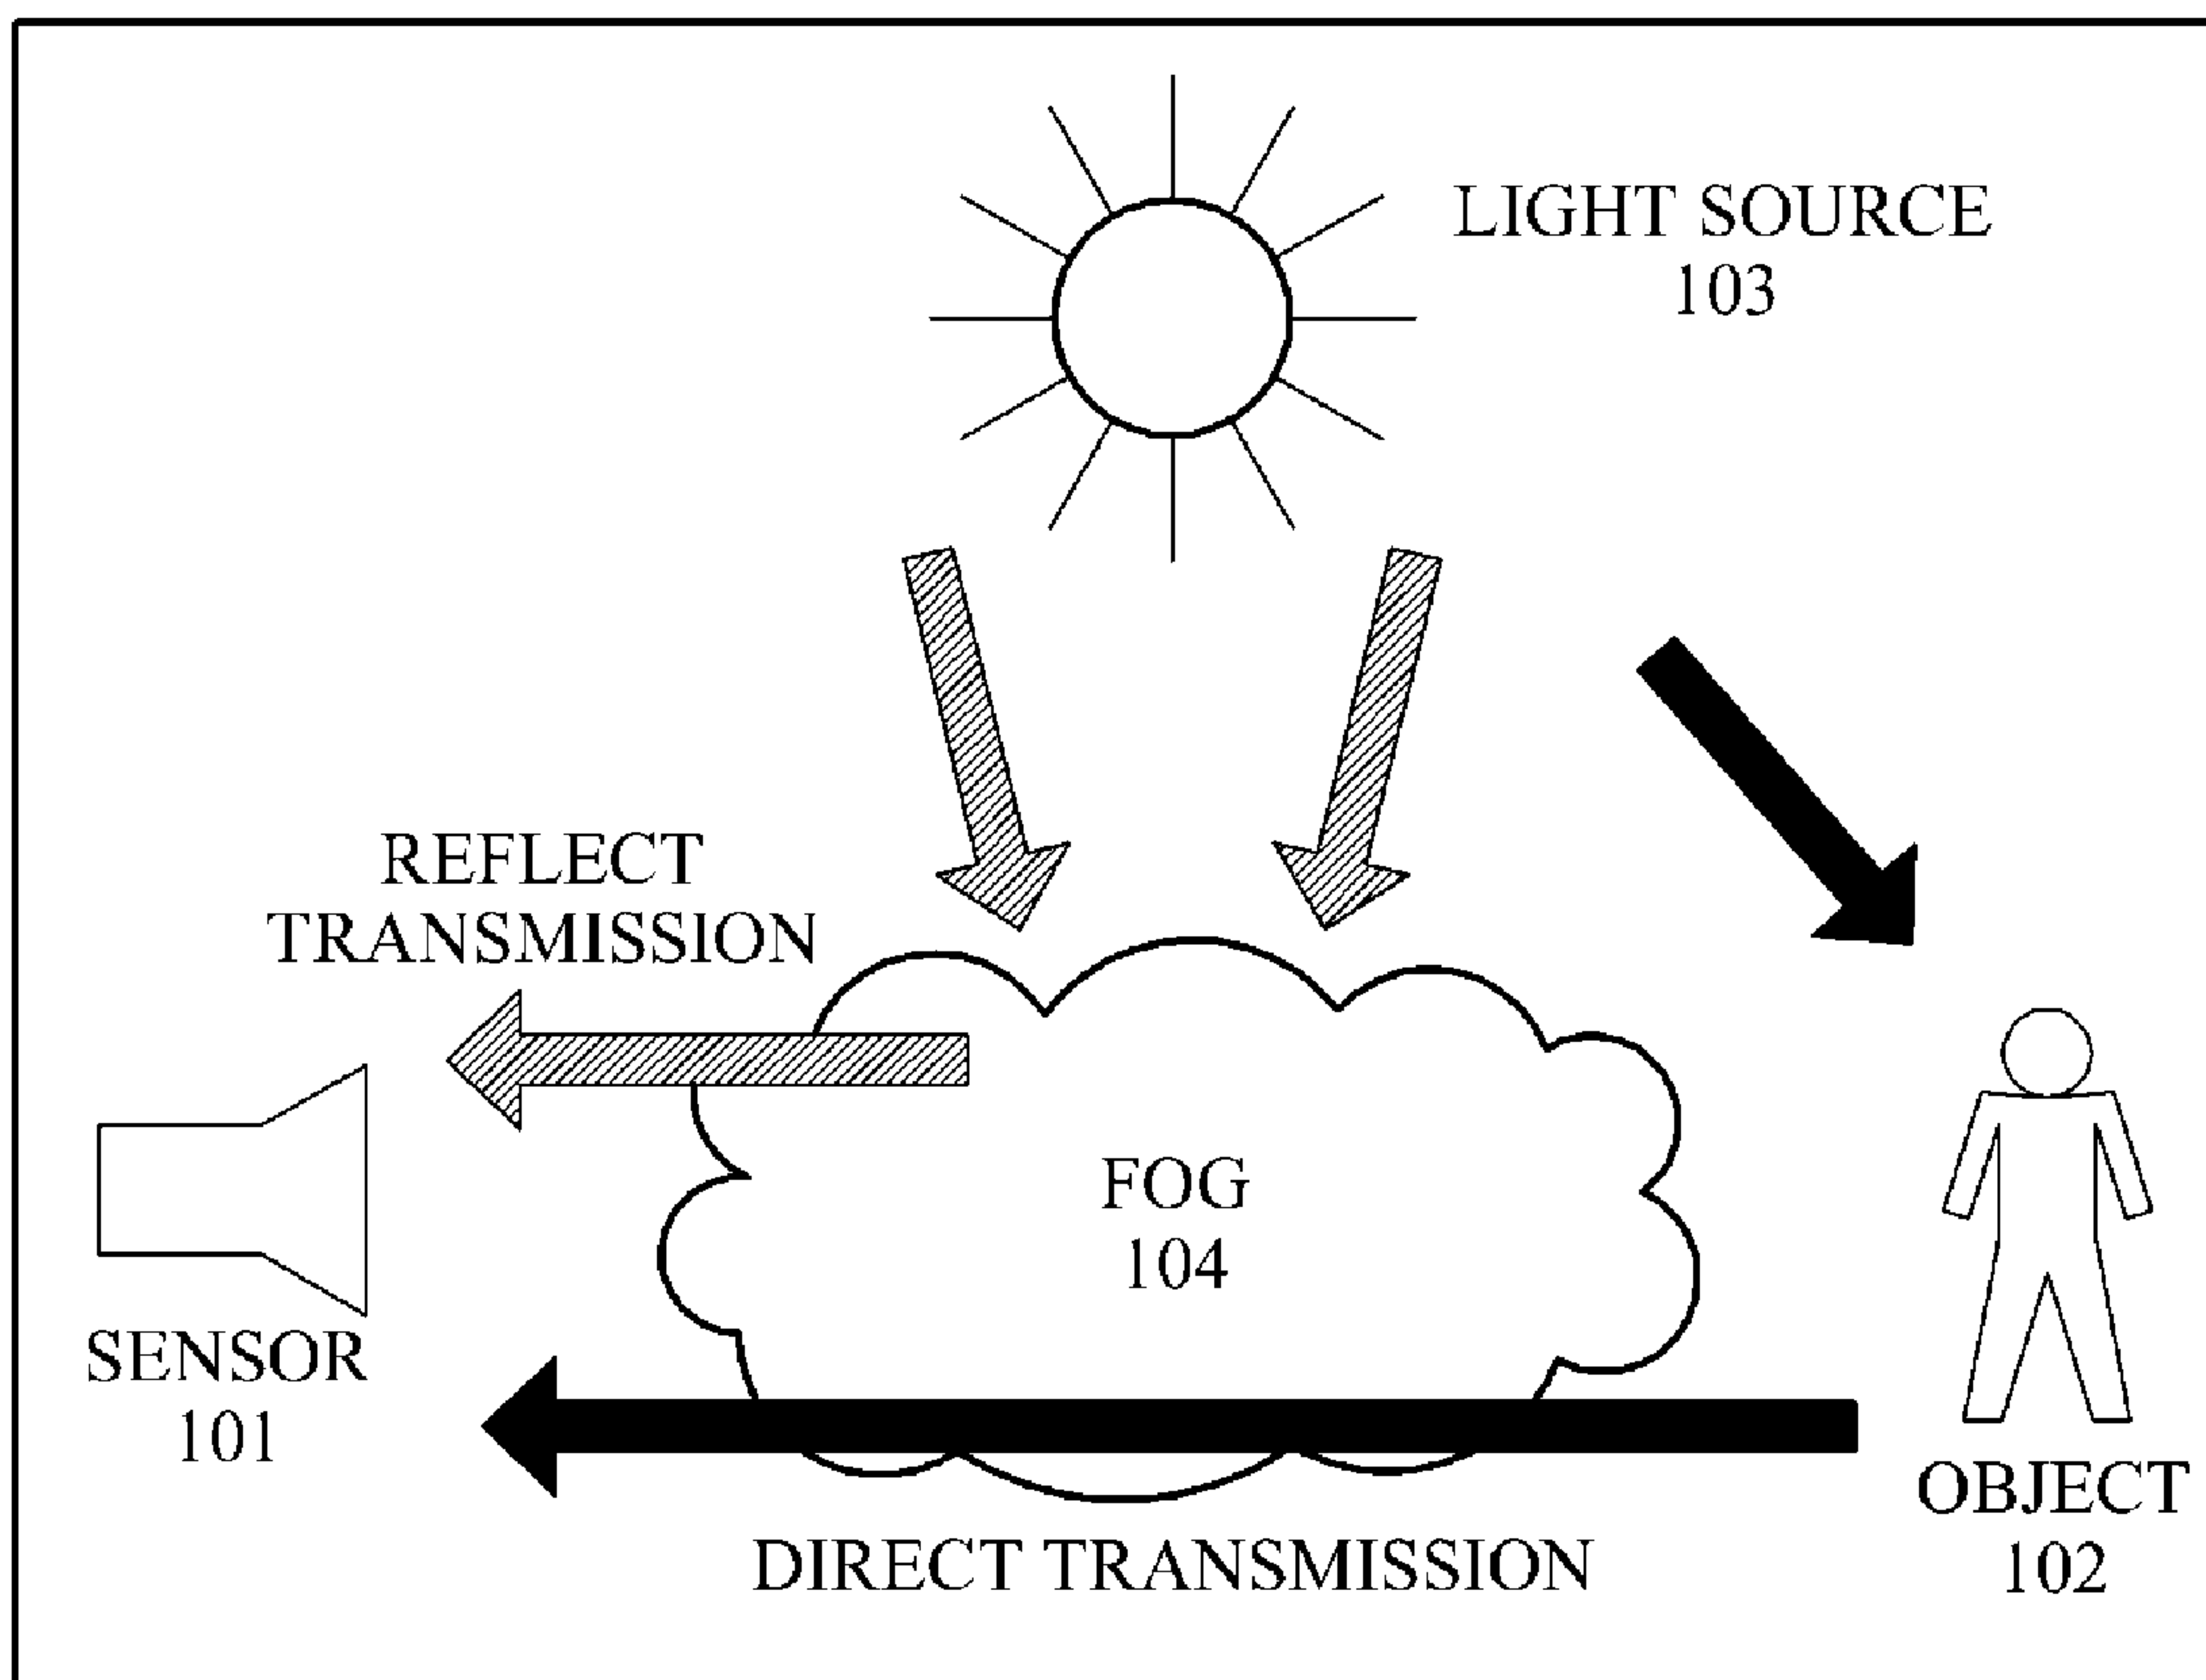 LIGHT SOURCE
103
REFLECT
TRANSMISSION
FOG
104
SENSOR
101
OBJECT
102
DIRECT TRANSMISSION